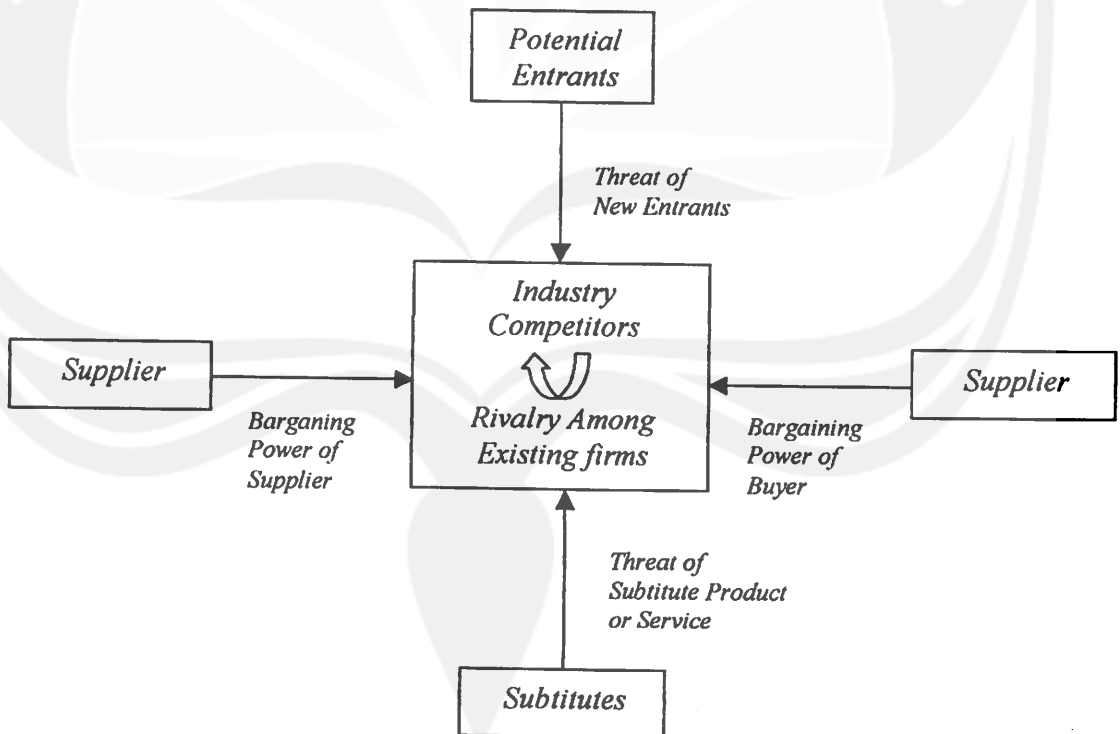 Potential
Entrants
Threat of
New Entrants
Industry
Competitors
Rivalry Among
Existing firms
Supplier
Barganing
Power of
Supplier
Supplier
Bargaining
Power of
Buyer
Threat of
Subtitute Product
or Service
Subtitutes